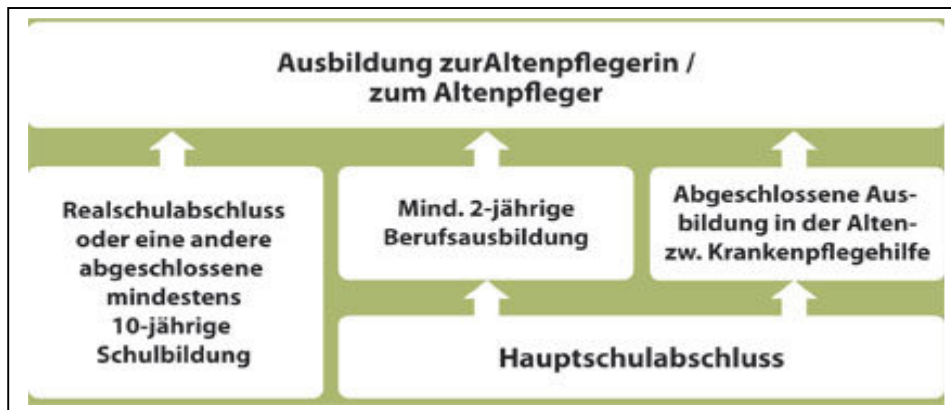 Ausbildung zurAltenpflegerin /
zum Altenpfleger
Realschulabschluss
oder eine andere
abgeschlossene
mindestens
10-jährige
Schulbildung
Mind. 2-jährige
Berufsausbildung
Abgeschlossene Aus-
bildung in der Alten-
zw. Krankenpflegehilfe
Hauptschulabschluss